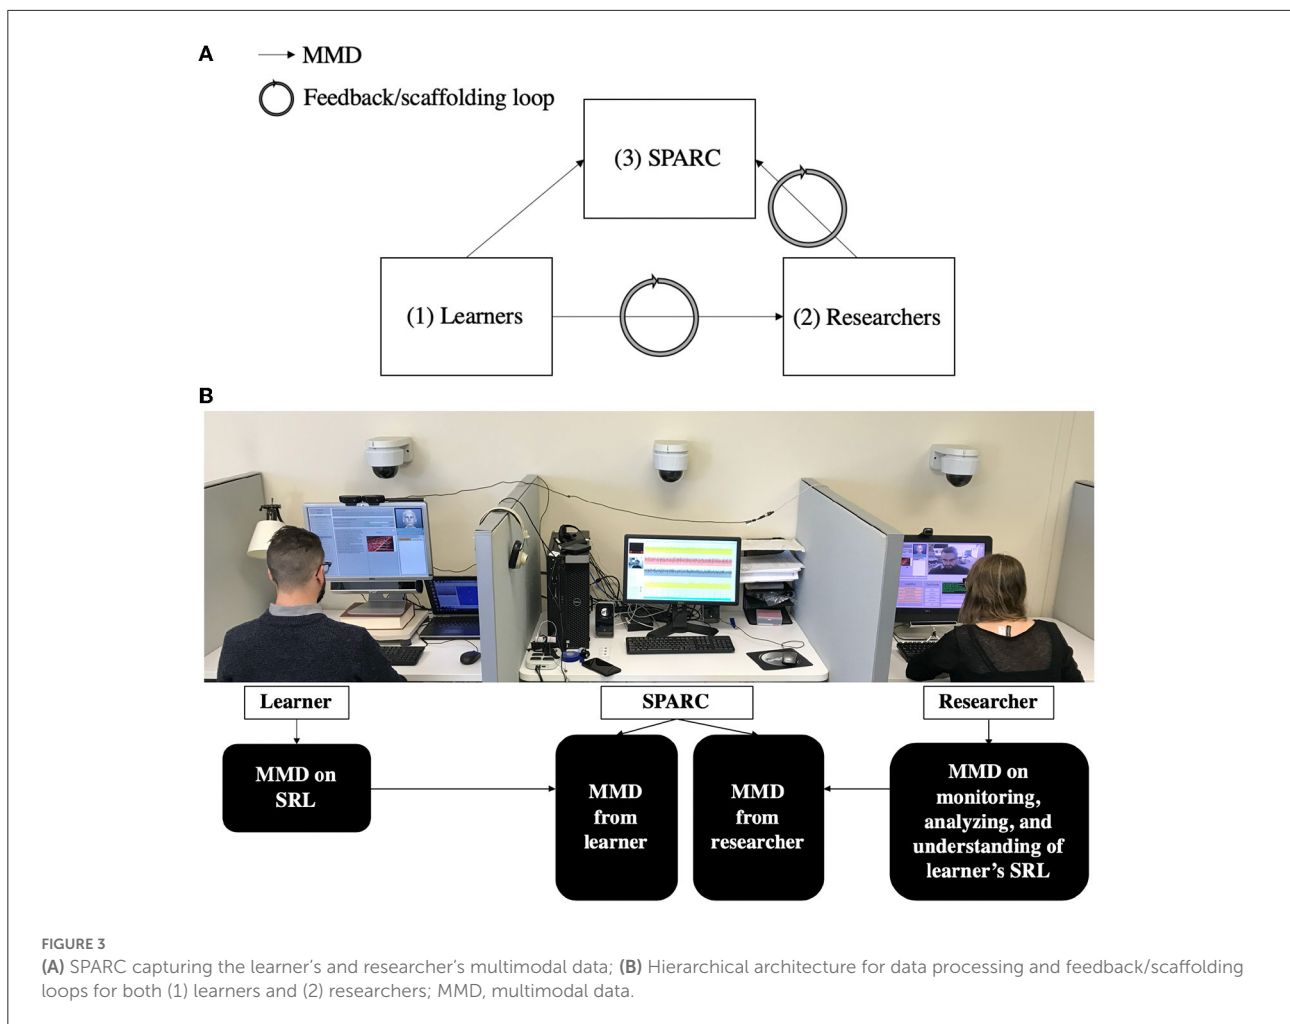 A
MMD
Feedback/scaffolding loop
(3) SPARC
(1) Learners
(2) Researchers
B
Learner
SPARC
Researcher
MMD on
SRL
MMD
from
learner
MMD
from
researcher
MMD on
monitoring,
analyzing, and
understanding of
learner's SRL
FIGURE 3
(A) SPARC capturing the learner's and researcher's multimodal data; (B) Hierarchical architecture for data processing and feedback/scaffolding
loops for both (1) learners and (2) researchers; MMD, multimodal data.